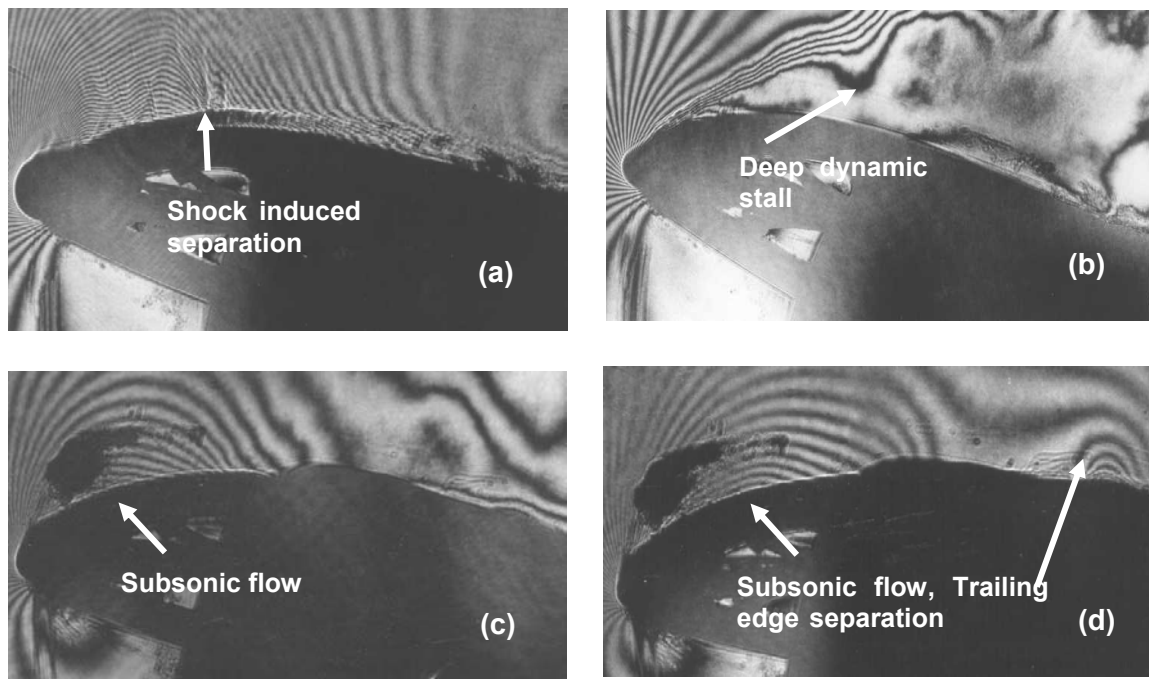 Shock induced
separation
(a)
Deep dynamic
stall
(b)
Subsonic flow
(c)
Subsonic flow, Trailing
edge separation
(d)